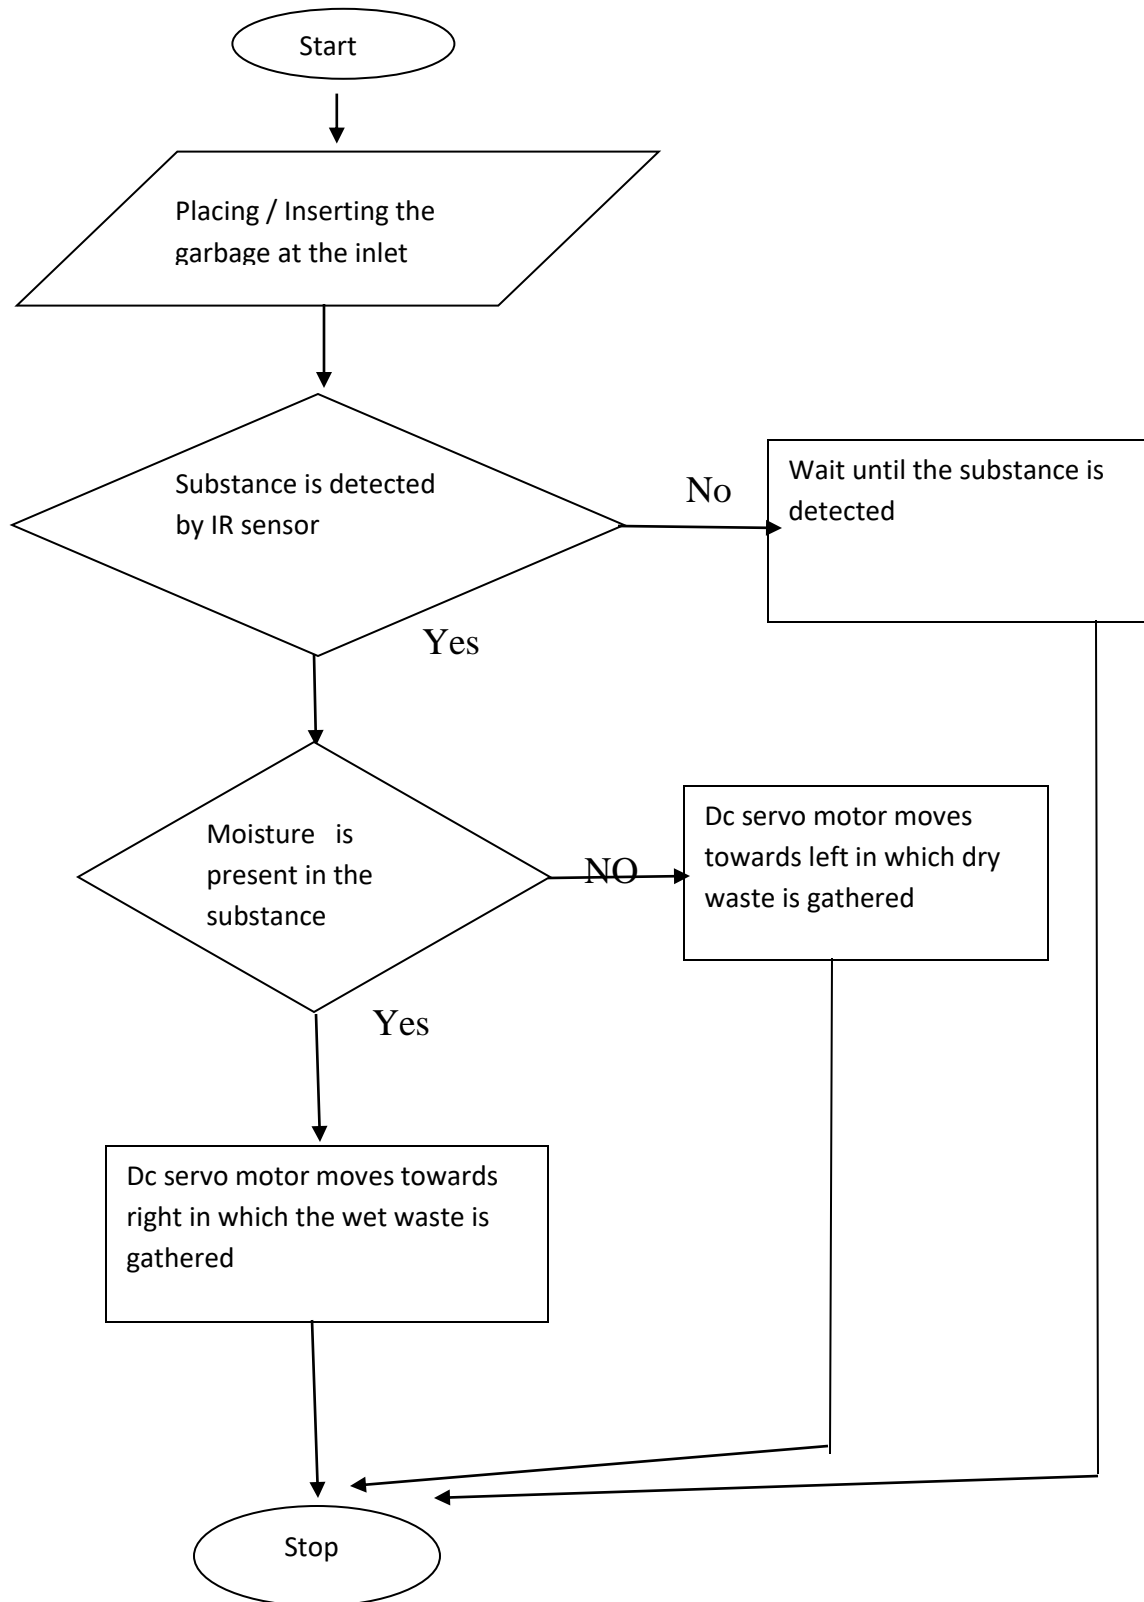 Start
Placing / Inserting the
garbage at the inlet
Substance is detected
by IR sensor
No
Wait until the substance is
detected
Yes
Moisture is
present in the
substance
NO
Dc servo motor moves
towards left in which dry
waste is gathered
Yes
Dc servo motor moves towards
right in which the wet waste is
gathered
Stop